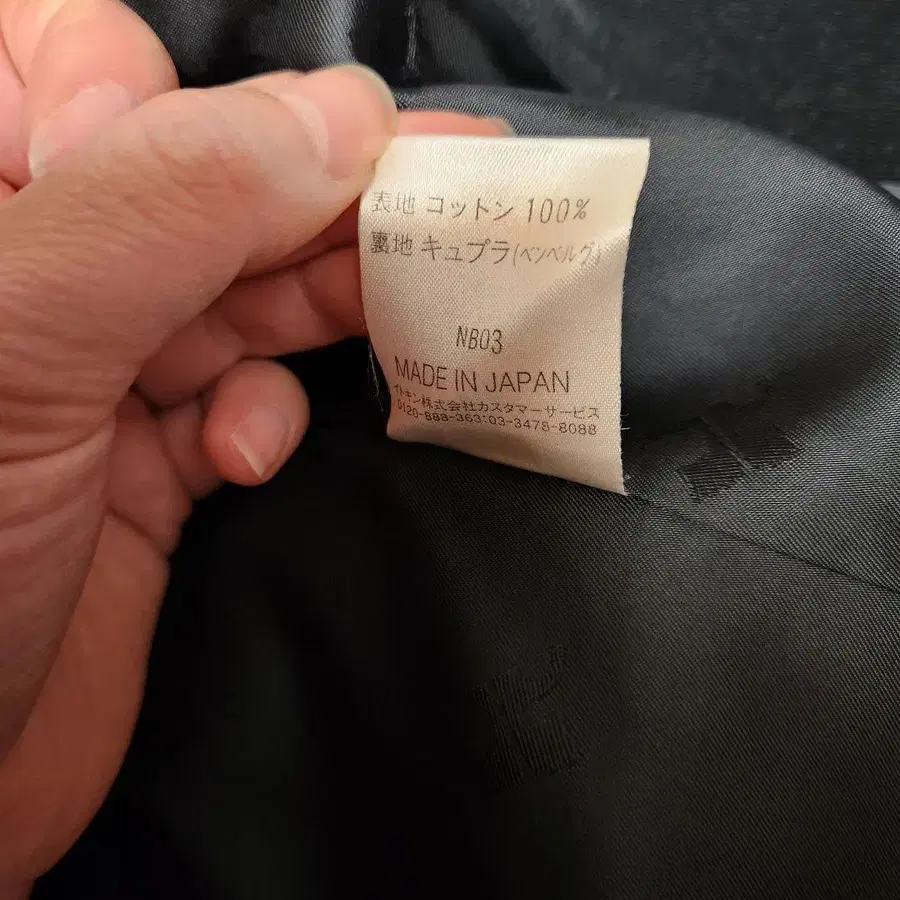 表地 コットン 100%
裏地 キュプラ(ベンベルグ)
NB03
MADE IN JAPAN
イトキン株式会社カスタマーサービス
0120-888-363:03-3478-8088